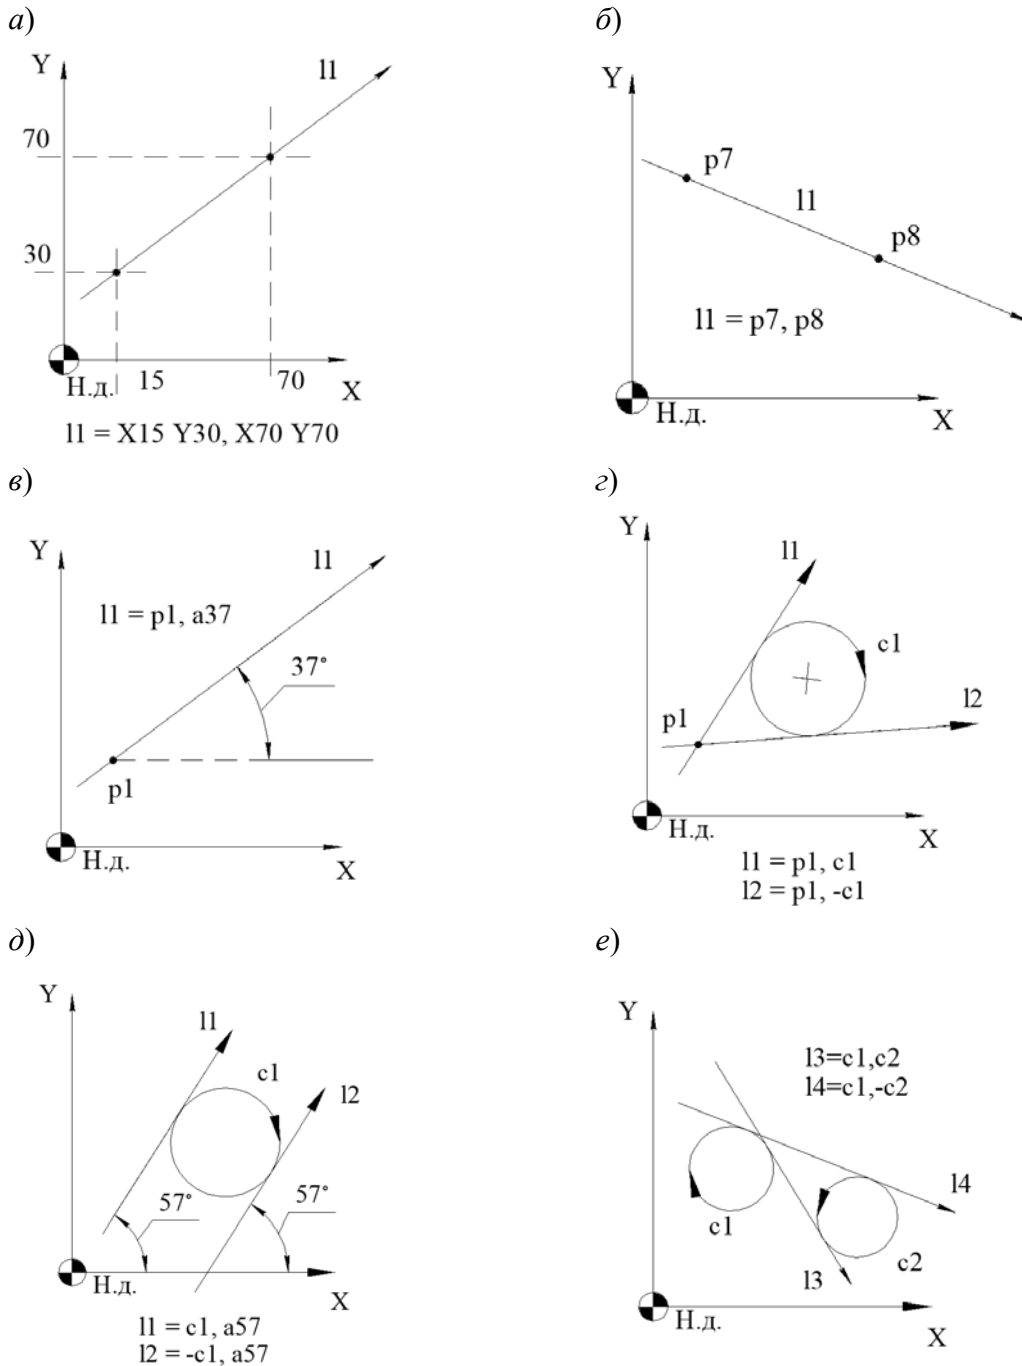 а)
Y
l1
70
30
Н.д.
15
70
X
l1 = X15 Y30, X70 Y70
б)
Y
p7
l1
p8
l1 = p7, p8
Н.д.
X
в)
Y
l1
l1 = p1, a37
37°
p1
Н.д.
X
г)
Y
l1
c1
l2
p1
Н.д.
X
l1 = p1, c1
l2 = p1, -c1
д)
Y
l1
c1
l2
57°
57°
Н.д.
X
l1 = c1, a57
l2 = -c1, a57
е)
Y
l3=c1,c2
l4=c1,-c2
l4
c1
c2
l3
Н.д.
X